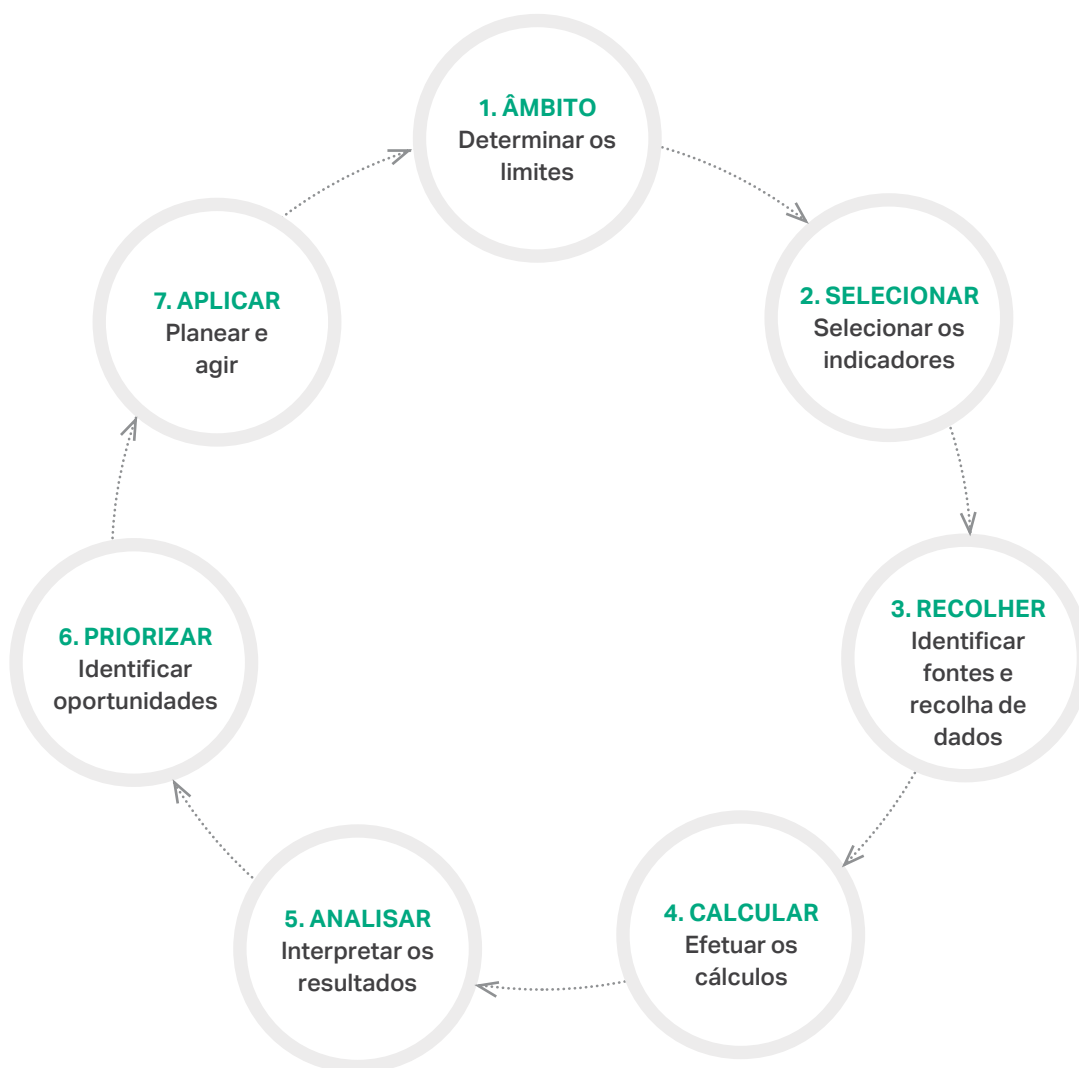 1. ÂMBITO
Determinar os
limites
2. SELECIONAR
Selecionar os
indicadores
3. RECOLHER
Identificar
fontes e
recolha de
dados
4. CALCULAR
Efetuar os
cálculos
5. ANALISAR
Interpretar os
resultados
6. PRIORIZAR
Identificar
oportunidades
7. APLICAR
Planear e
agir